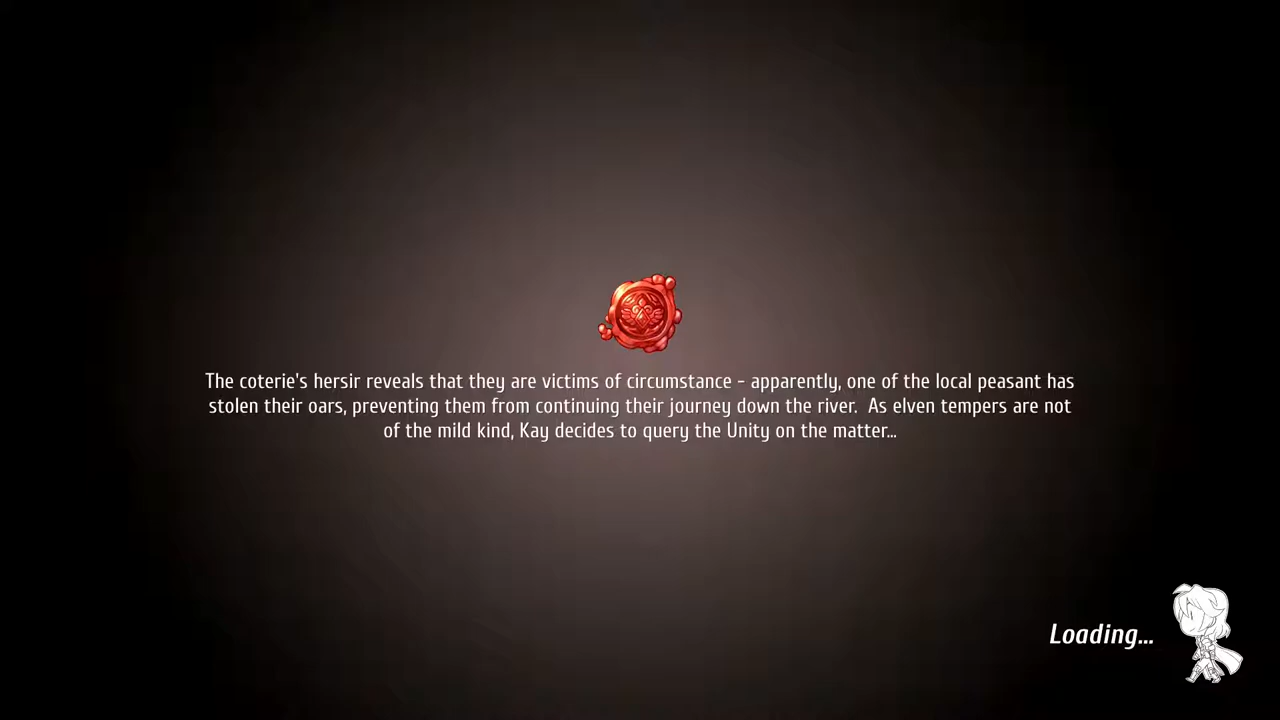 The coterie's hersir reveals that they are victims of circumstance - apparently, one of the local peasant has
stolen their oars, preventing them from continuing their journey down the river.  As elven tempers are not
of the mild kind, Kay decides to query the Unity on the matter...
Loading...